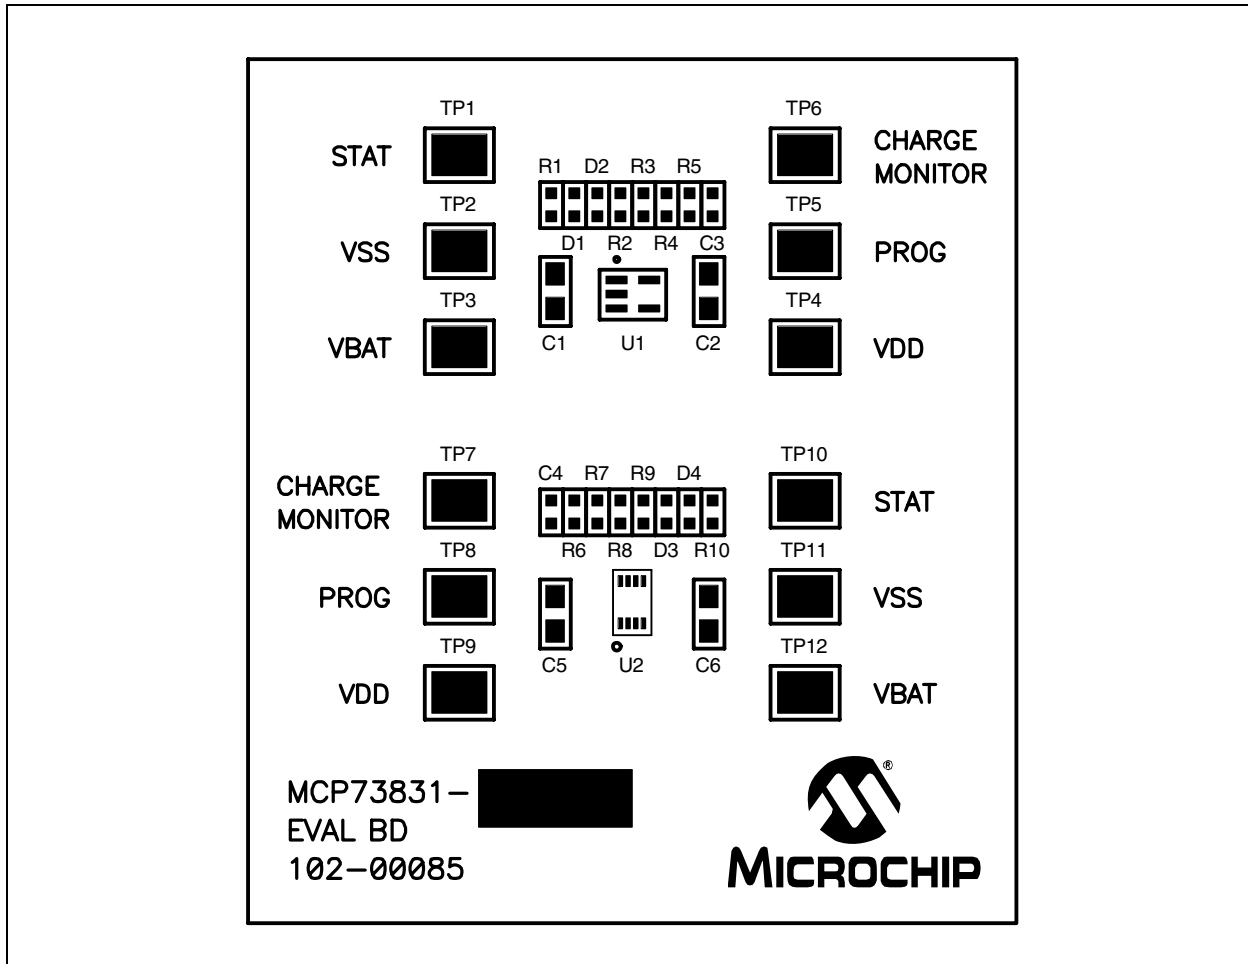 TP1
TP6
STAT
CHARGE
MONITOR
R1 D2 R3 R5
TP2
TP5
D1 R2 R4 C3
VSS
PROG
TP3
TP4
C1 U1 C2
VBAT
VDD
TP7
TP10
C4 R7 R9 D4
CHARGE
MONITOR
STAT
TP8
TP11
R6 R8 D3 R10
PROG
VSS
TP9
TP12
C5 U2 C6
VDD
VBAT
MCP73831-
EVAL BD
102-00085
®
MICROCHIP